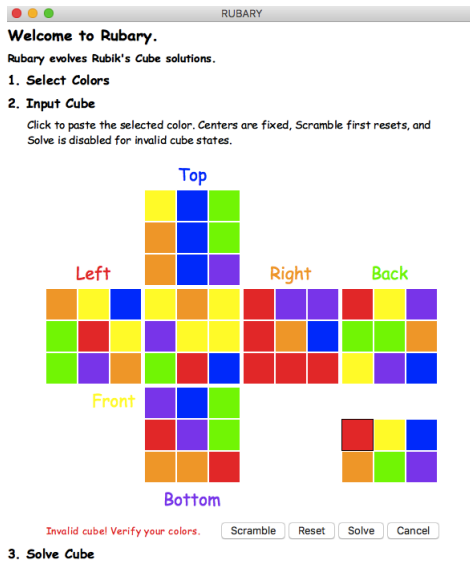 RUBARY
Welcome to Rubary.
Rubary evolves Rubik's Cube solutions.
1. Select Colors
2. Input Cube
Click to paste the selected color. Centers are fixed, Scramble first resets, and
Solve is disabled for invalid cube states.
Top
Left Right Back
Front
Bottom
Invalid cube! Verify your colors. Scramble Reset Solve Cancel
3. Solve Cube